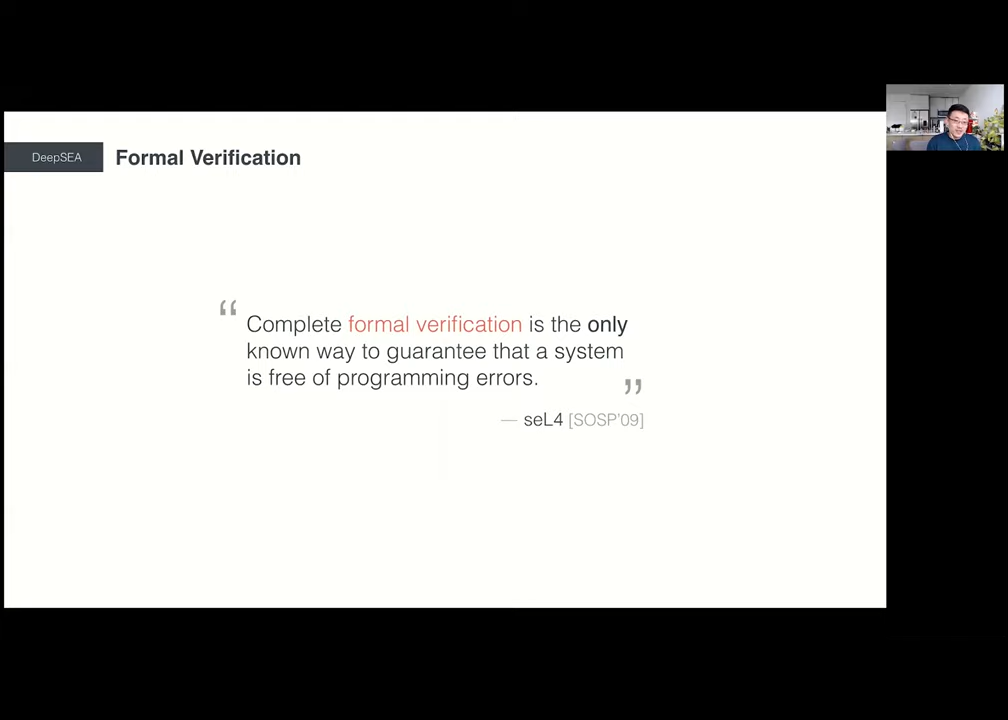 DeepSEA
Formal Verification
“ Complete formal verification is the only
known way to guarantee that a system
is free of programming errors. ”
— seL4 [SOSP’09]